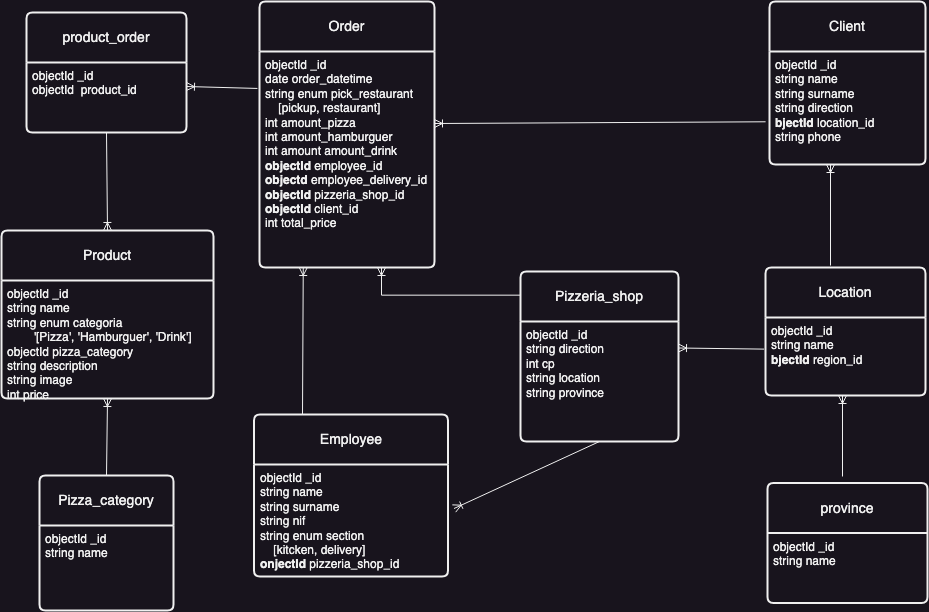 product_order
objectId _id
objectId  product_id
Order
objectId _id
date order_datetime
string enum pick_restaurant
[pickup, restaurant]
int amount_pizza
int amount_hamburguer
int amount amount_drink
objectId employee_id
objectd employee_delivery_id
objectId pizzeria_shop_id
objectId client_id
int total_price
Client
objectId _id
string name
string surname
string direction
bjectId location_id
string phone
Product
objectId _id
string name
string enum categoria
'[Pizza', 'Hamburguer', 'Drink']
objectId pizza_category
string description
string image
int price
Pizzeria_shop
objectId _id
string direction
int cp
string location
string province
Location
objectId _id
string name
bjectId region_id
Pizza_category
objectId _id
string name
Employee
objectId _id
string name
string surname
string nif
string enum section
[kitcken, delivery]
onjectId pizzeria_shop_id
province
objectId _id
string name